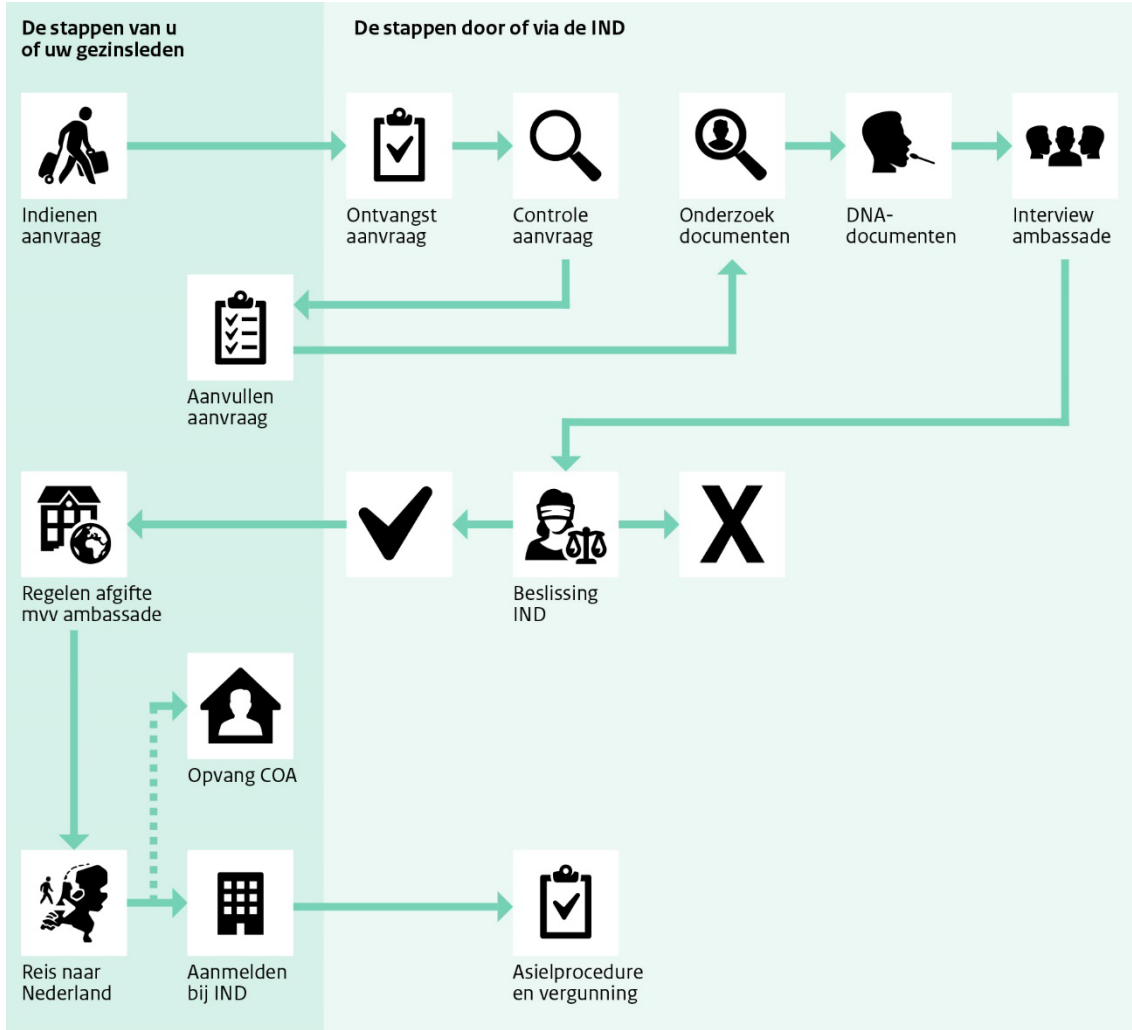 De stappen van u
of uw gezinsleden
De stappen door of via de IND
Indienen
aanvraag
Ontvangst
aanvraag
Controle
aanvraag
Onderzoek
documenten
DNA-
documenten
Interview
ambassade
Aanvullen
aanvraag
Regelen afgifte
mvv ambassade
Beslissing
IND
X
Opvang COA
Reis naar
Nederland
Aanmelden
bij IND
Asielprocedure
en vergunning